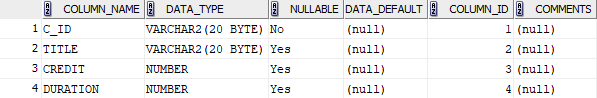 COLUMN_NAME DATA_TYPE NULLABLE DATA_DEFAULT COLUMN_ID COMMENTS
1 C_ID VARCHAR2(20 BYTE) No (null) 1 (null)
2 TITLE VARCHAR2(20 BYTE) Yes (null) 2 (null)
3 CREDIT NUMBER Yes (null) 3 (null)
4 DURATION NUMBER Yes (null) 4 (null)